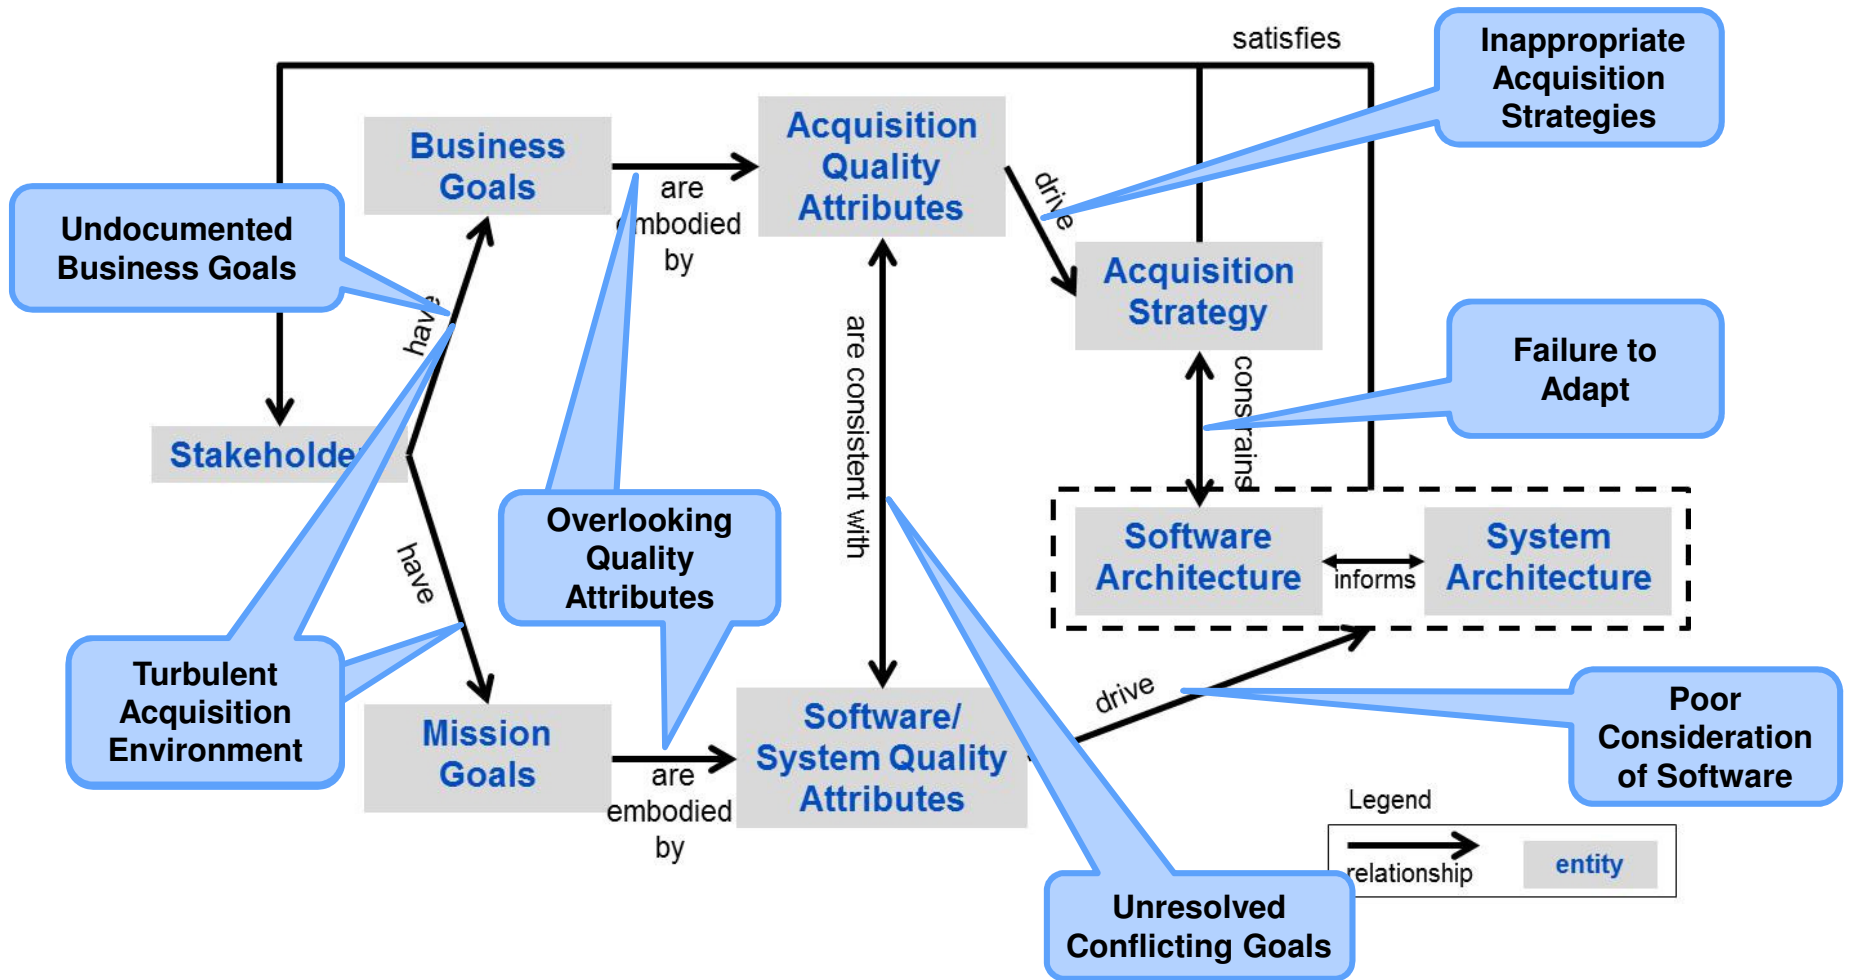 satisfies
Inappropriate
Acquisition
Strategies
Business
Goals
are
embodied
by
Acquisition
Quality
Attributes
drive
Undocumented
Business Goals
have
Acquisition
Strategy
are consistent with
constrains
Failure to
Adapt
Stakeholder
have
Overlooking
Quality
Attributes
Software
Architecture
informs
System
Architecture
Turbulent
Acquisition
Environment
Mission
Goals
are
embodied
by
Software/
System Quality
Attributes
drive
Poor
Consideration
of Software
Legend
relationship
entity
Unresolved
Conflicting Goals